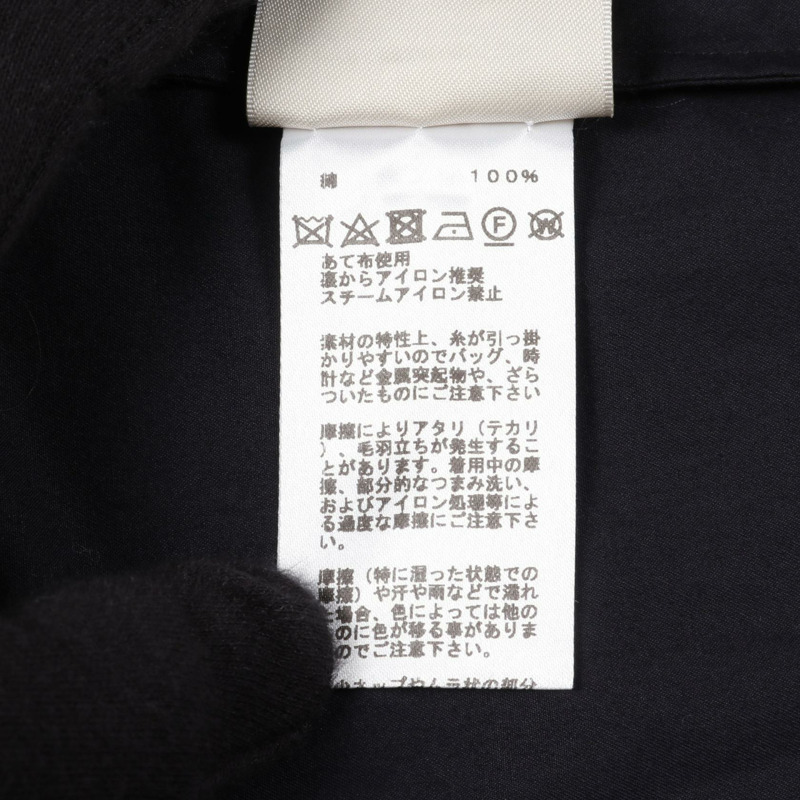 綿 100%
F W
あて布使用
裏からアイロン推奨
スチームアイロン禁止
素材の特性上、糸が引っ掛
かりやすいのでバッグ、時
計など金属突起物や、ざら
ついたものにご注意下さい
摩擦によりアタリ（テカリ
）、毛羽立ちが発生するこ
とがあります。着用中の摩
擦、部分的なつまみ洗い、
およびアイロン処理等によ
る過度な摩擦にご注意下さ
い。
摩擦（特に湿った状態での
摩擦）や汗や雨などで濡れ
た場合、色によっては他の
のに色が移る事がありま
のでご注意下さい。
ネップやムラ状の部分